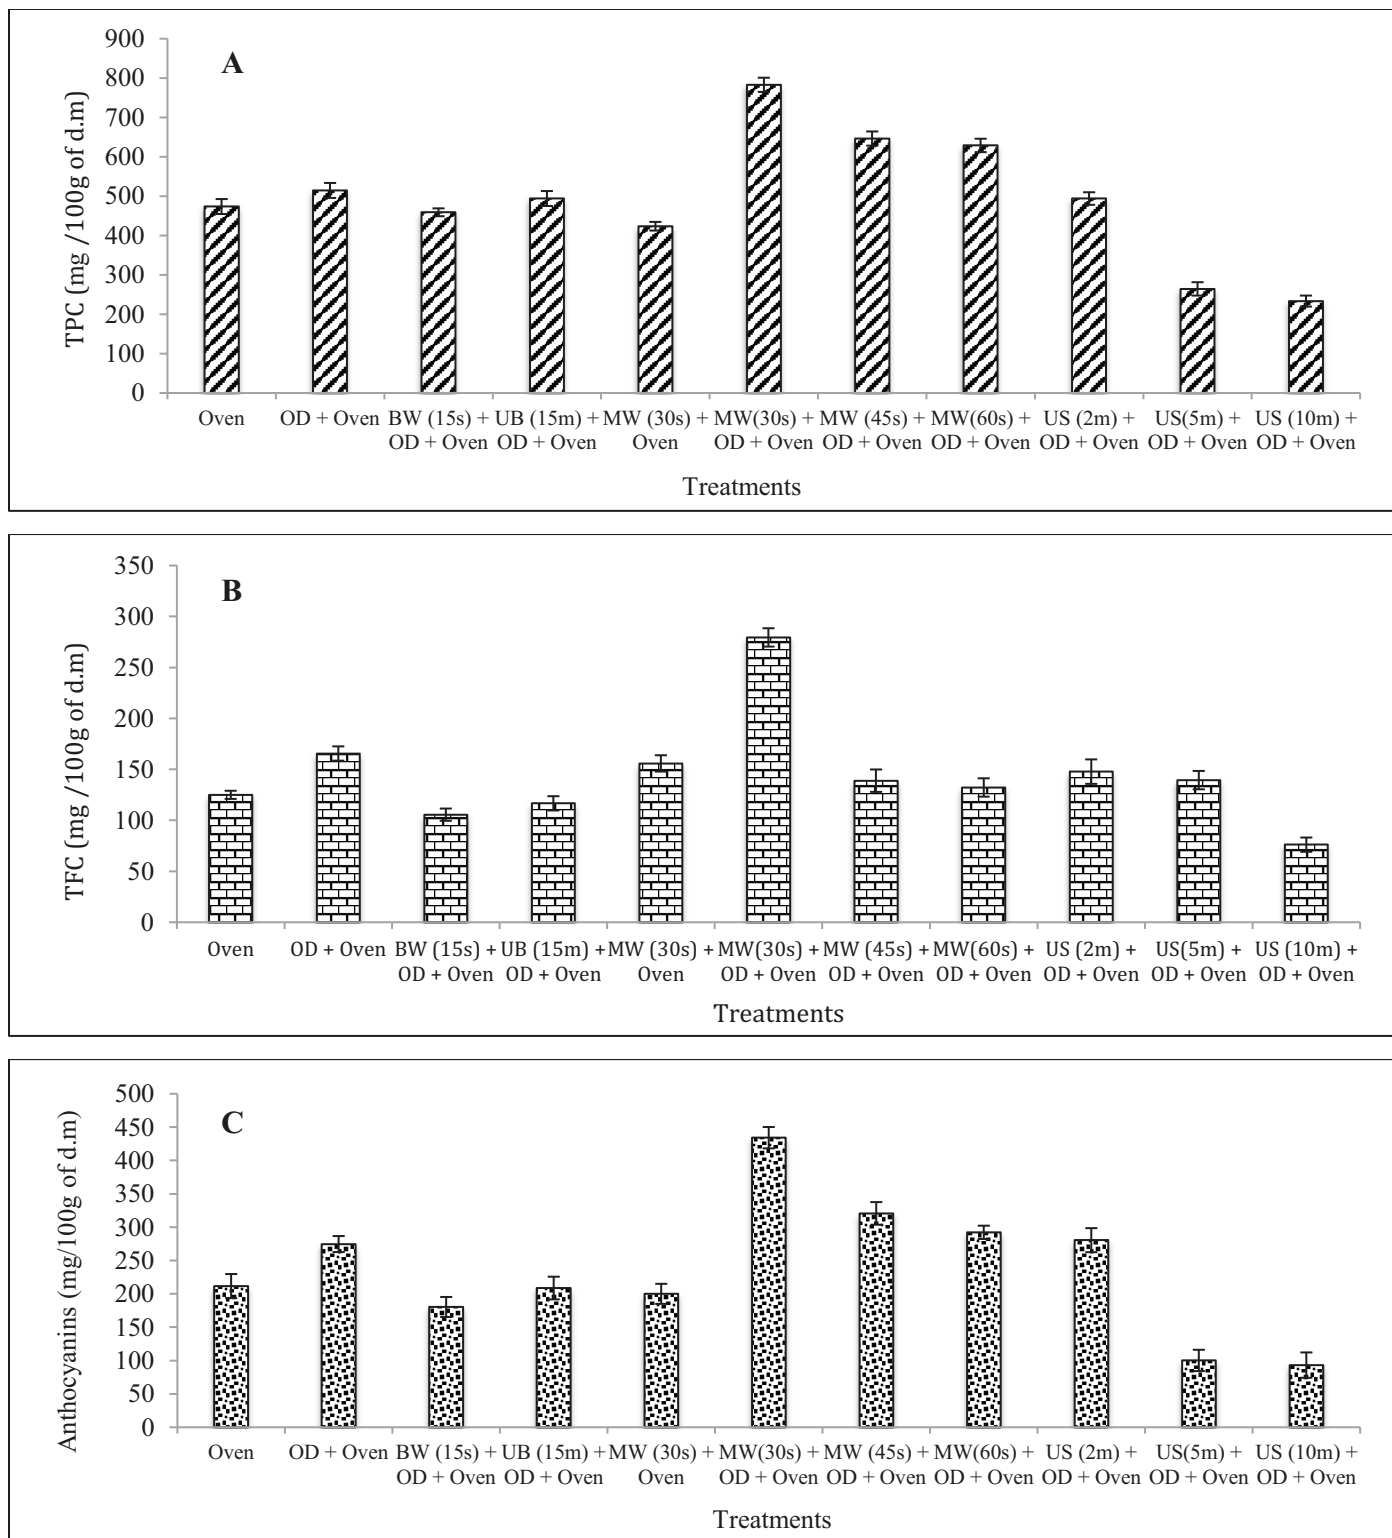 A
TPC (mg /100g of d.m)
900
800
700
600
500
400
300
200
100
0
Oven OD + Oven BW (15s) + UB (15m) + MW (30s) + MW(30s) + MW (45s) + MW(60s) + US (2m) + US(5m) + US (10m) +
OD + Oven OD + Oven Oven OD + Oven OD + Oven OD + Oven OD + Oven OD + Oven OD + Oven
Treatments
B
TFC (mg /100g of d.m)
350
300
250
200
150
100
50
0
Oven OD + Oven BW (15s) + UB (15m) + MW (30s) + MW(30s) + MW (45s) + MW(60s) + US (2m) + US(5m) + US (10m) +
OD + Oven OD + Oven Oven OD + Oven OD + Oven OD + Oven OD + Oven OD + Oven OD + Oven
Treatments
C
Anthocyanins (mg/100g of d.m)
500
450
400
350
300
250
200
150
100
50
0
Oven OD + Oven BW (15s) + UB (15m) + MW (30s) + MW(30s) + MW (45s) + MW(60s) + US (2m) + US(5m) + US (10m) +
OD + Oven OD + Oven Oven OD + Oven OD + Oven OD + Oven OD + Oven OD + Oven OD + Oven
Treatments